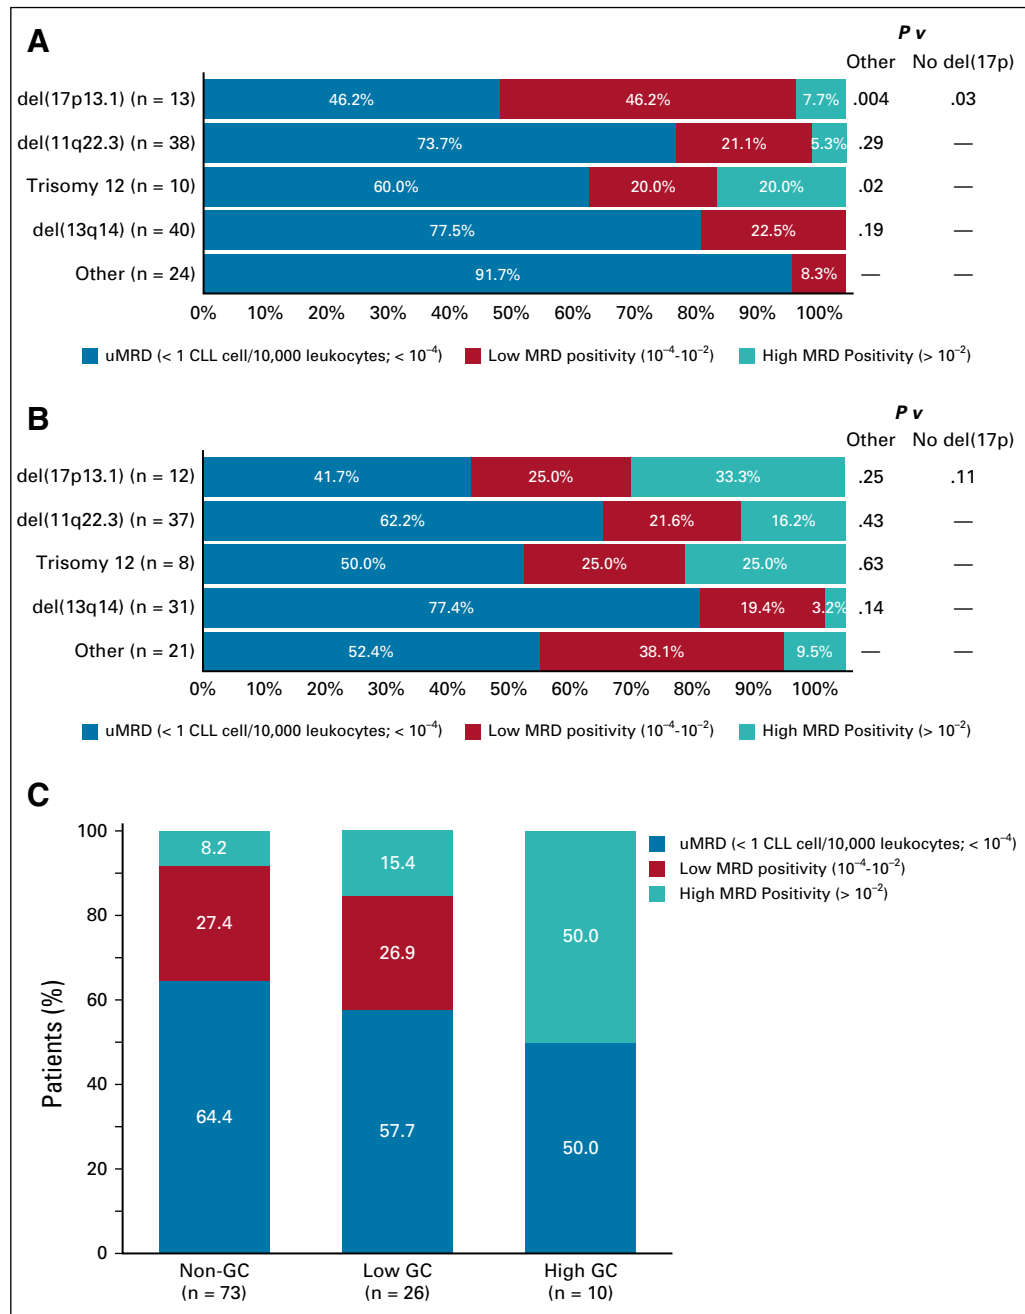 A
P v
Other No del(17p)
del(17p13.1) (n = 13) 46.2% 46.2% 7.7% .004 .03
del(11q22.3) (n = 38) 73.7% 21.1% 5.3% .29 —
Trisomy 12 (n = 10) 60.0% 20.0% 20.0% .02 —
del(13q14) (n = 40) 77.5% 22.5% .19 —
Other (n = 24) 91.7% 8.3% — —
0% 10% 20% 30% 40% 50% 60% 70% 80% 90% 100%
uMRD (< 1 CLL cell/10,000 leukocytes; < 10⁻⁴) Low MRD positivity (10⁻⁴-10⁻²) High MRD Positivity (> 10⁻²)
B
P v
Other No del(17p)
del(17p13.1) (n = 12) 41.7% 25.0% 33.3% .25 .11
del(11q22.3) (n = 37) 62.2% 21.6% 16.2% .43 —
Trisomy 12 (n = 8) 50.0% 25.0% 25.0% .63 —
del(13q14) (n = 31) 77.4% 19.4% 3.2% .14 —
Other (n = 21) 52.4% 38.1% 9.5% — —
0% 10% 20% 30% 40% 50% 60% 70% 80% 90% 100%
uMRD (< 1 CLL cell/10,000 leukocytes; < 10⁻⁴) Low MRD positivity (10⁻⁴-10⁻²) High MRD Positivity (> 10⁻²)
C
uMRD (< 1 CLL cell/10,000 leukocytes; < 10⁻⁴)
Low MRD positivity (10⁻⁴-10⁻²)
High MRD Positivity (> 10⁻²)
Patients (%)
100
80
60
40
20
0
8.2 15.4 50.0
27.4 26.9
64.4 57.7 50.0
Non-GC Low GC High GC
(n = 73) (n = 26) (n = 10)